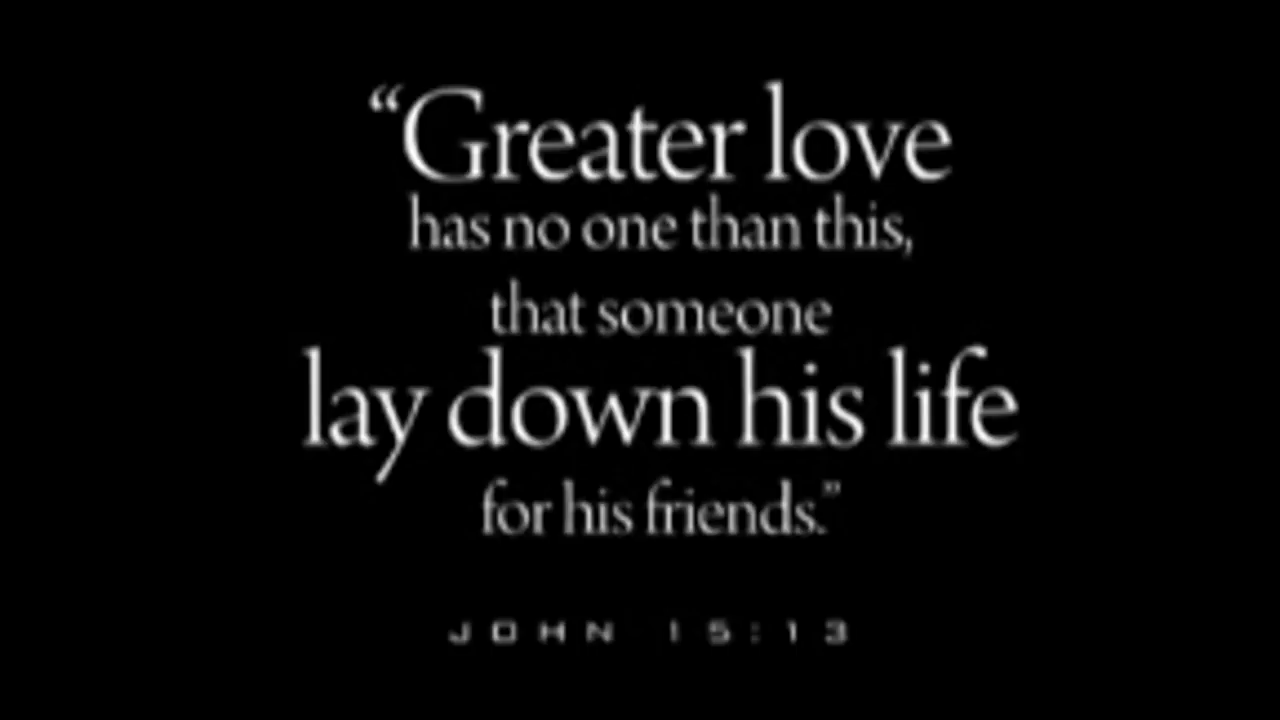 “Greater love
has no one than this,
that someone
lay down his life
for his friends.”
JOHN 15:13